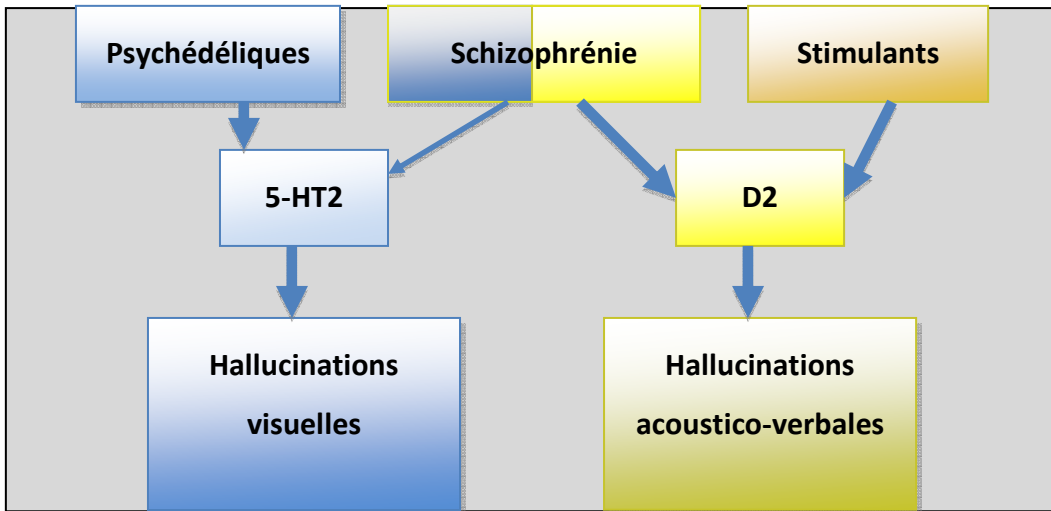 Psychédéliques
Schizophrénie
Stimulants
5-HT2
D2
Hallucinations
visuelles
Hallucinations
acoustico-verbales